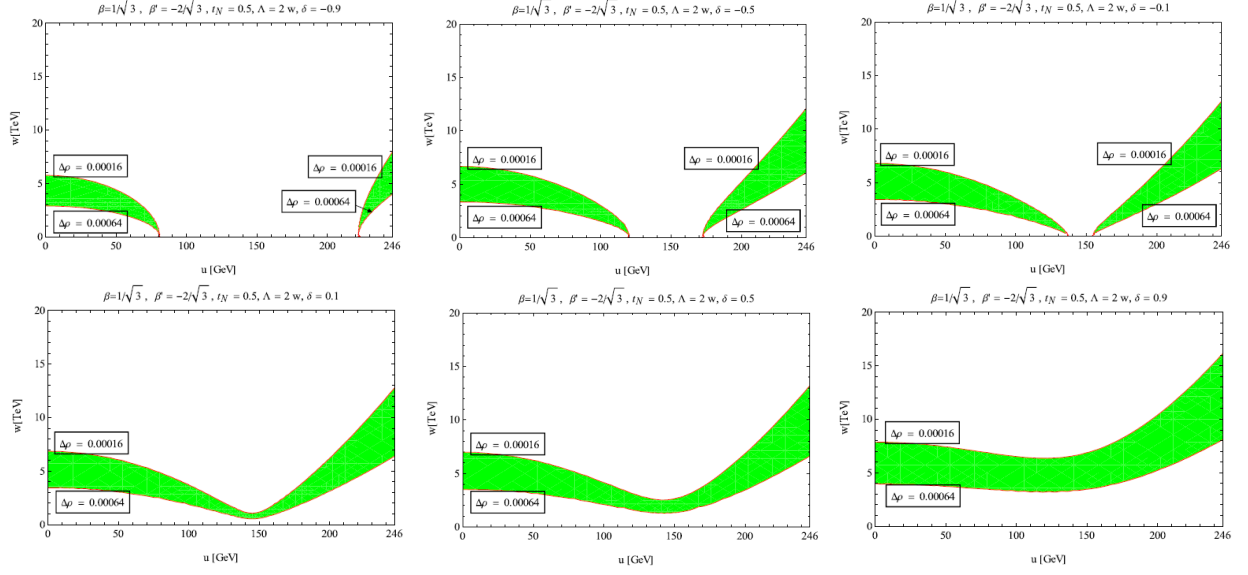 β=1/√3 , β' = −2/√3 , t_N = 0.5, Λ = 2 w, δ = −0.9
20
15
10
5
0
w[TeV]
Δρ = 0.00016
Δρ = 0.00064
Δρ = 0.00016
Δρ = 0.00064
0 50 100 150 200 246
u [GeV]
β=1/√3 , β' = −2/√3 , t_N = 0.5, Λ = 2 w, δ = −0.5
20
15
10
5
0
w[TeV]
Δρ = 0.00016
Δρ = 0.00016
Δρ = 0.00064
Δρ = 0.00064
0 50 100 150 200 246
u [GeV]
β=1/√3 , β' = −2/√3 , t_N = 0.5, Λ = 2 w, δ = −0.1
20
15
10
5
0
w[TeV]
Δρ = 0.00016
Δρ = 0.00016
Δρ = 0.00064
Δρ = 0.00064
0 50 100 150 200 246
u [GeV]
β=1/√3 , β' = −2/√3 , t_N = 0.5, Λ = 2 w, δ = 0.1
20
15
10
5
0
w[TeV]
Δρ = 0.00016
Δρ = 0.00064
0 50 100 150 200 246
u [GeV]
β=1/√3 , β' = −2/√3 , t_N = 0.5, Λ = 2 w, δ = 0.5
20
15
10
5
0
w[TeV]
Δρ = 0.00016
Δρ = 0.00064
0 50 100 150 200 246
u [GeV]
β=1/√3 , β' = −2/√3 , t_N = 0.5, Λ = 2 w, δ = 0.9
20
15
10
5
0
w[TeV]
Δρ = 0.00016
Δρ = 0.00064
0 50 100 150 200 246
u [GeV]